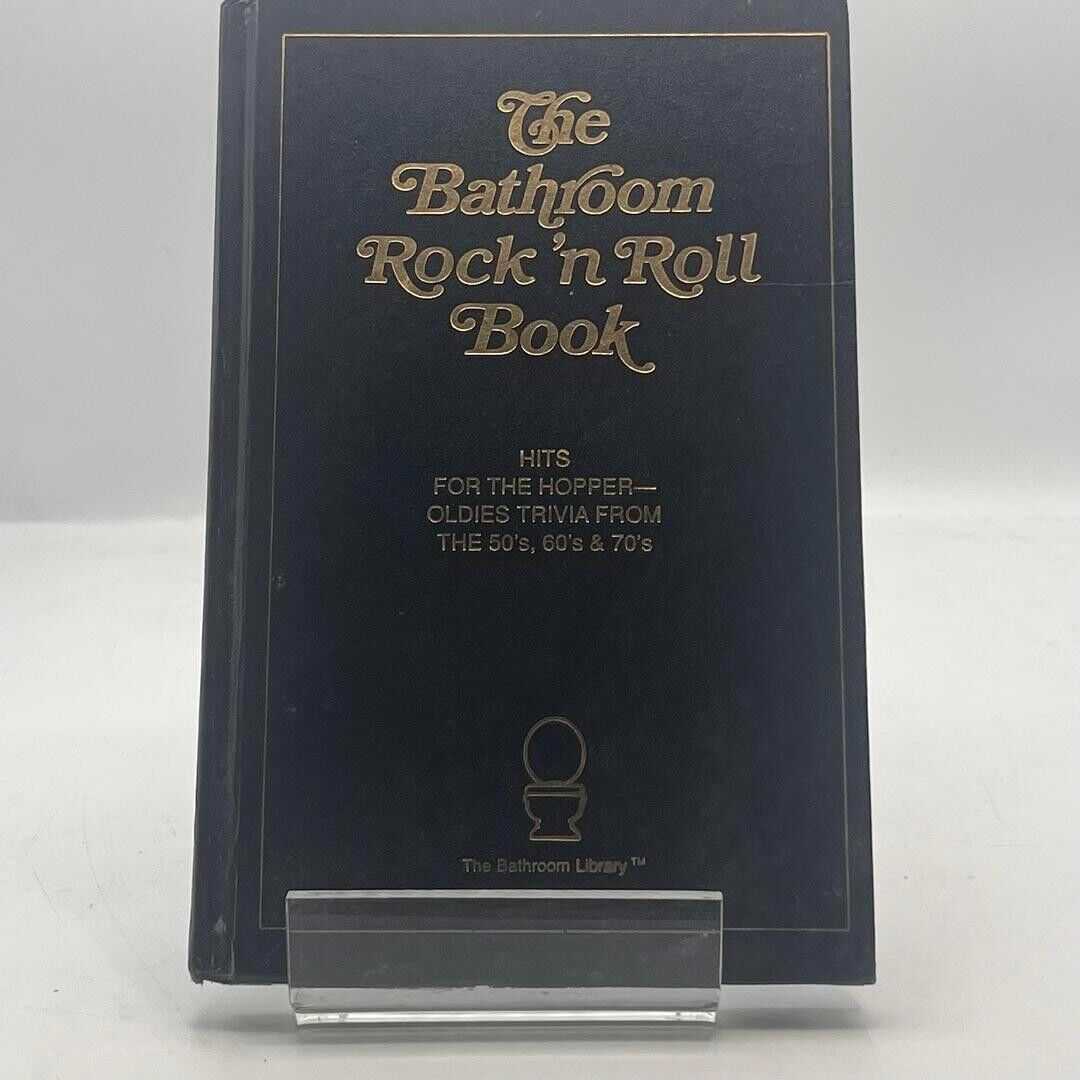 The
Bathroom
Rock 'n Roll
Book
HITS
FOR THE HOPPER—
OLDIES TRIVIA FROM
THE 50's, 60's & 70's
The Bathroom Library™